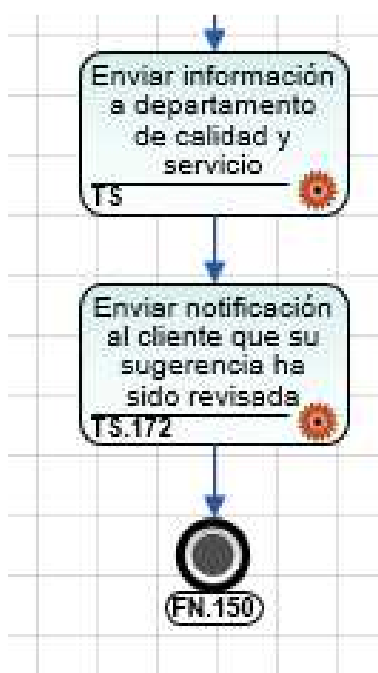 Enviar información
a departamento
de calidad y
servicio
TS
Enviar notificación
al cliente que su
sugerencia ha
sido revisada
TS.172
FN.150